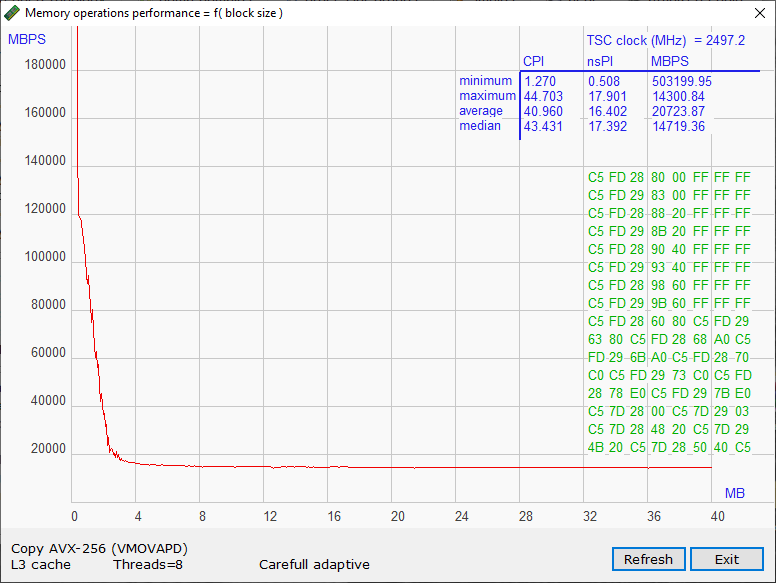 Memory operations performance = f( block size )
MBPS
TSC clock (MHz) = 2497.2
CPI nsPI MBPS
minimum 1.270 0.508 503199.95
maximum 44.703 17.901 14300.84
average 40.960 16.402 20723.87
median 43.431 17.392 14719.36
180000
160000
140000
120000
100000
80000
60000
40000
20000
C5 FD 28 80 00 FF FF FF
C5 FD 29 83 00 FF FF FF
C5 FD 28 88 20 FF FF FF
C5 FD 29 8B 20 FF FF FF
C5 FD 28 90 40 FF FF FF
C5 FD 29 93 40 FF FF FF
C5 FD 28 98 60 FF FF FF
C5 FD 29 9B 60 FF FF FF
C5 FD 28 60 80 C5 FD 29
63 80 C5 FD 28 68 A0 C5
FD 29 6B A0 C5 FD 28 70
C0 C5 FD 29 73 C0 C5 FD
28 78 E0 C5 FD 29 7B E0
C5 7D 28 00 C5 7D 29 03
C5 7D 28 48 20 C5 7D 29
4B 20 C5 7D 28 50 40 C5
MB
0 4 8 12 16 20 24 28 32 36 40
Copy AVX-256 (VMOVAPD)
L3 cache Threads=8 Carefull adaptive
Refresh Exit